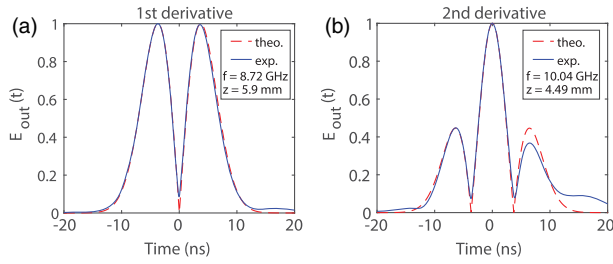 (a)
1st derivative
E_out(t)
1
0.8
0.6
0.4
0.2
0
theo.
exp.
f = 8.72 GHz
z = 5.9 mm
-20
-10
0
10
20
Time (ns)
(b)
2nd derivative
E_out(t)
1
0.8
0.6
0.4
0.2
0
theo.
exp.
f = 10.04 GHz
z = 4.49 mm
-20
-10
0
10
20
Time (ns)